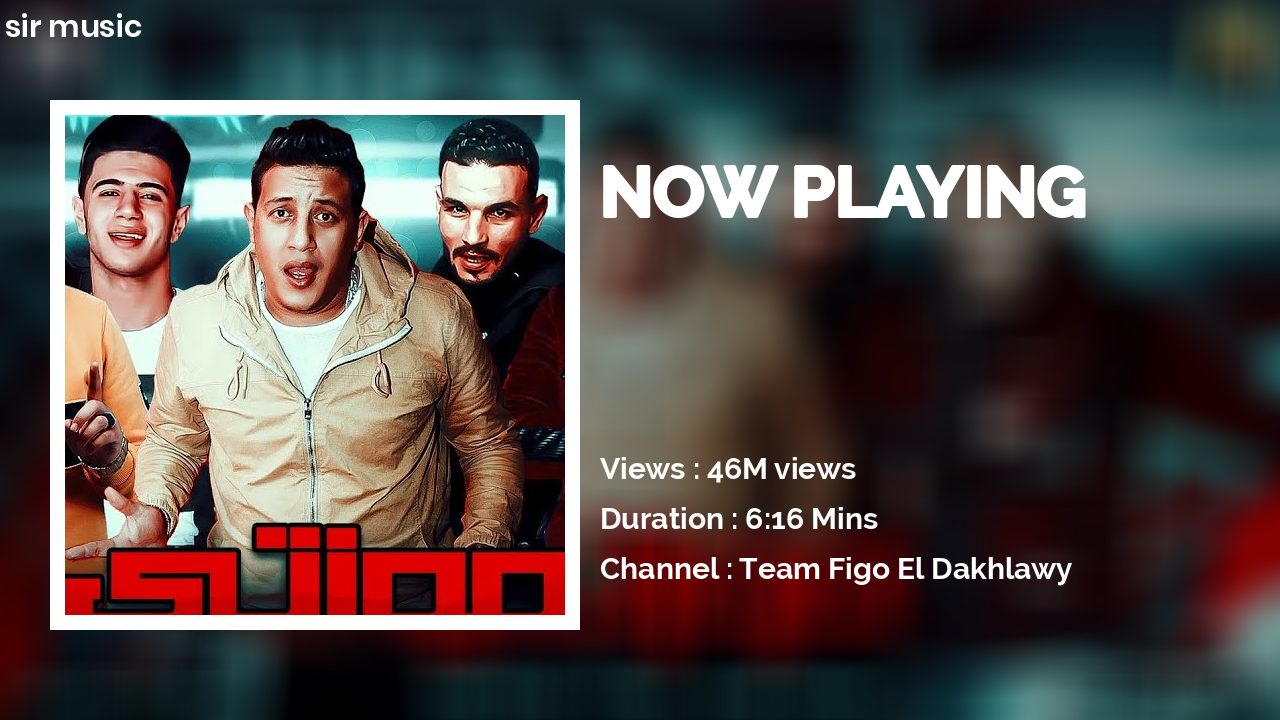 sir music
NOW PLAYING
Views : 46M views
Duration : 6:16 Mins
Channel : Team Figo El Dakhlawy